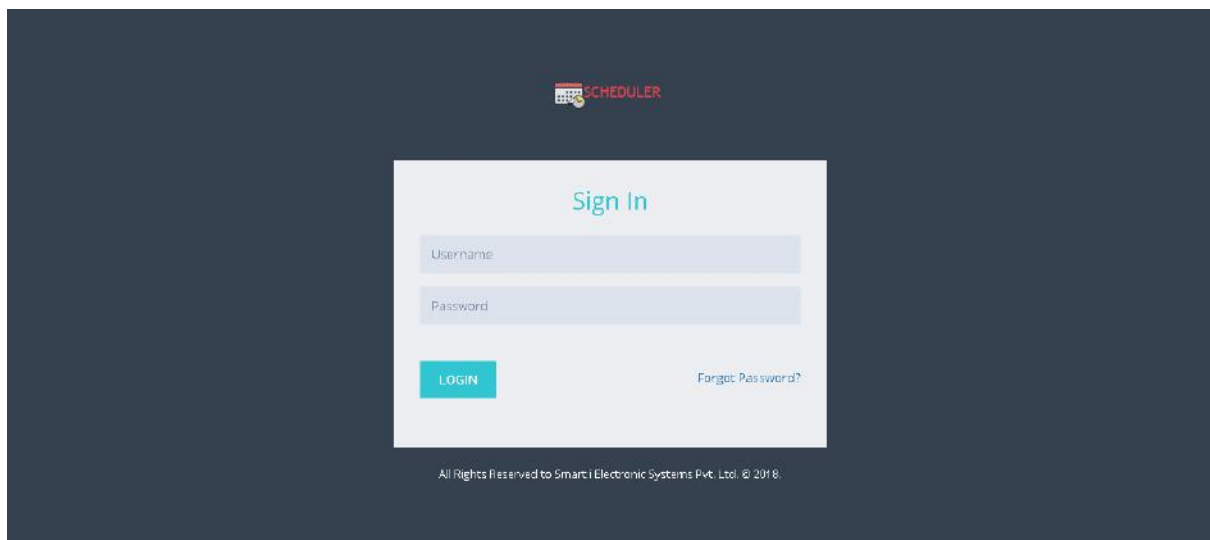 SCHEDULER
Sign In
Username
Password
LOGIN
Forgot Password?
All Rights Reserved to Smart i Electronic Systems Pvt. Ltd. © 2018.